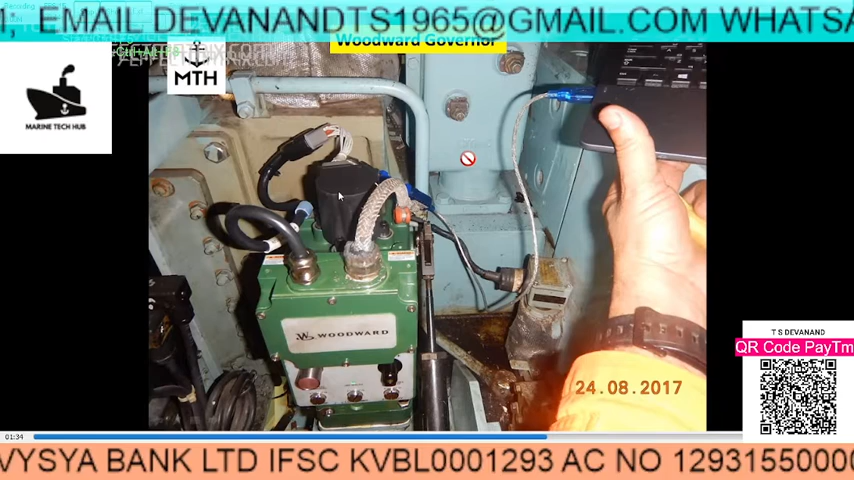 , EMAIL DEVANANDTS1965@GMAIL.COM WHATSA
Woodward Governor
MTH
MARINE TECH HUB
WOODWARD
24.08.2017
T S DEVANAND
QR Code PayTm
01:34
VYSYA BANK LTD IFSC KVBL0001293 AC NO 1293155000